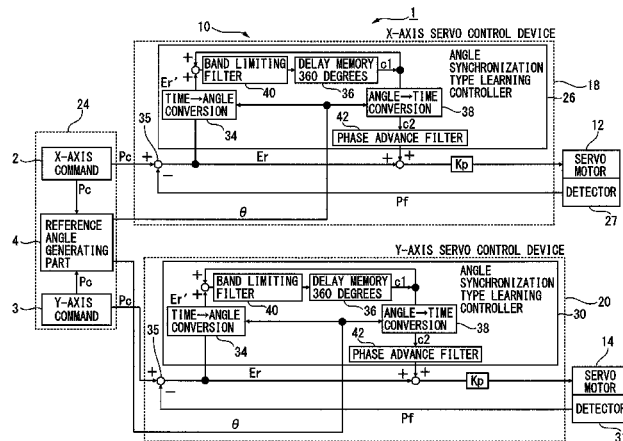 1
10
X-AXIS SERVO CONTROL DEVICE
ANGLE
SYNCHRONIZATION
TYPE LEARNING
CONTROLLER
BAND LIMITING
FILTER
40
DELAY MEMORY
360 DEGREES
36
c1
Er'
TIME→ANGLE
CONVERSION
34
ANGLE→TIME
CONVERSION
38
c2
42
PHASE ADVANCE FILTER
18
26
24
35
2
X-AXIS
COMMAND
Pc
Er
Kp
12
SERVO
MOTOR
DETECTOR
27
Pf
Pc
θ
4
REFERENCE
ANGLE
GENERATING
PART
Pc
3
Y-AXIS
COMMAND
Pc
Y-AXIS SERVO CONTROL DEVICE
ANGLE
SYNCHRONIZATION
TYPE LEARNING
CONTROLLER
BAND LIMITING
FILTER
40
DELAY MEMORY
360 DEGREES
36
c1
Er'
TIME→ANGLE
CONVERSION
34
ANGLE→TIME
CONVERSION
38
c2
42
PHASE ADVANCE FILTER
20
30
35
Er
Kp
14
SERVO
MOTOR
DETECTOR
θ
Pf